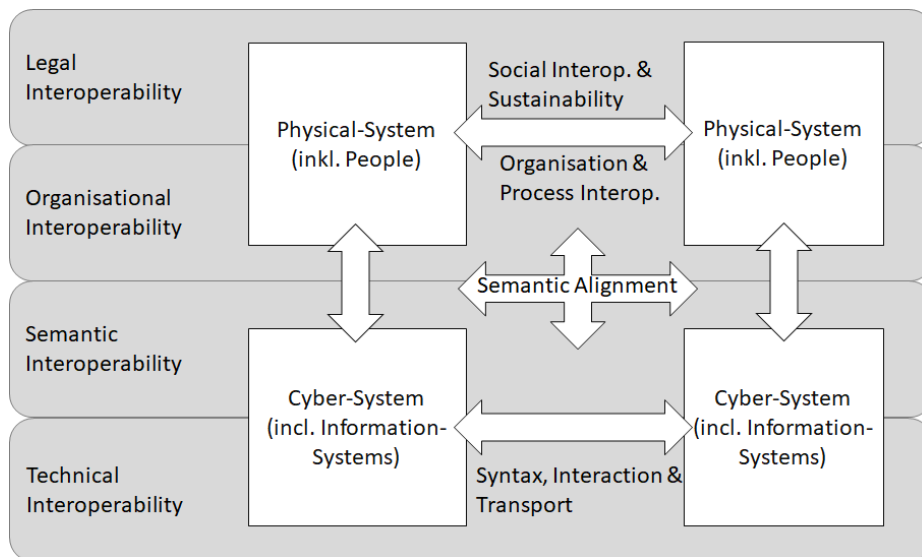 Legal
Interoperability
Physical-System
(inkl. People)
Social Interop. &
Sustainability
Organisation &
Process Interop.
Physical-System
(inkl. People)
Organisational
Interoperability
Semantic Alignment
Semantic
Interoperability
Cyber-System
(incl. Information-
Systems)
Cyber-System
(incl. Information-
Systems)
Syntax, Interaction &
Transport
Technical
Interoperability